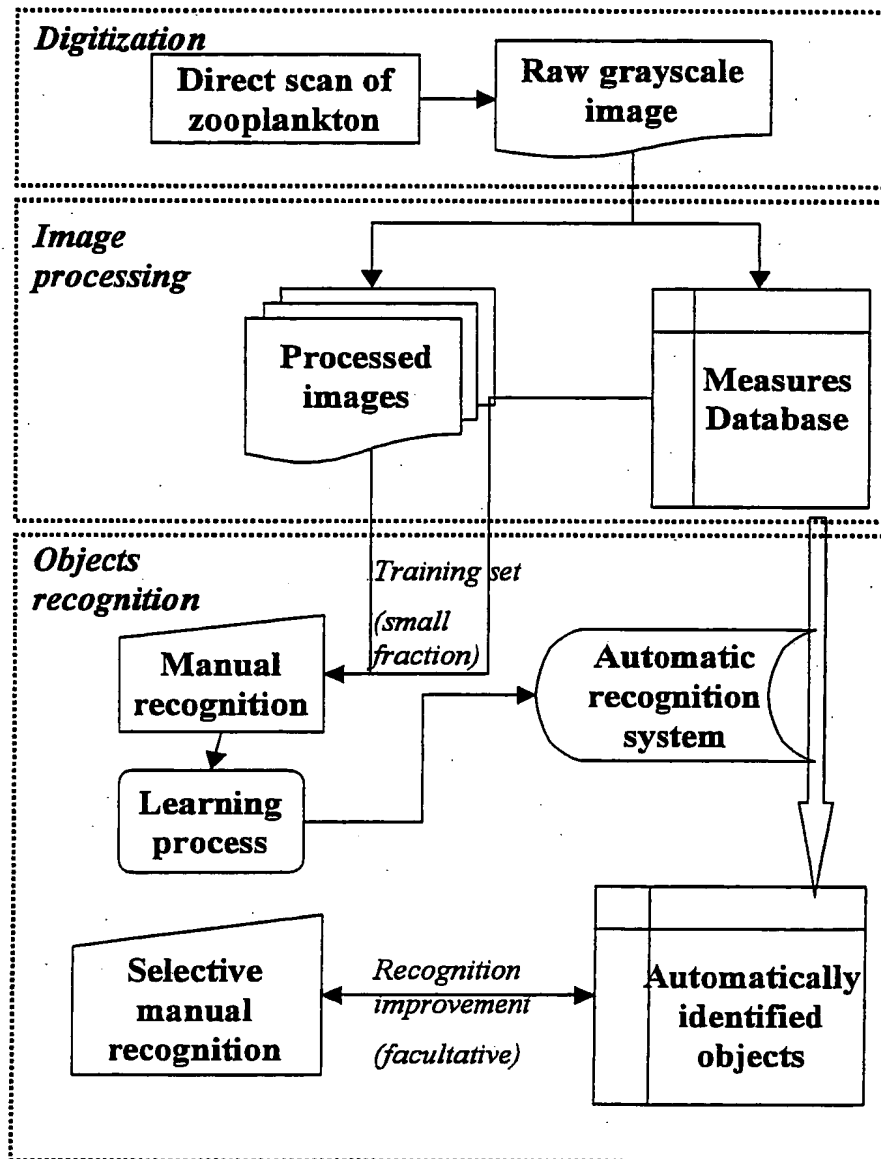 Digitization
Direct scan of
zooplankton
Raw grayscale
image
Image
processing
Processed
images
Measures
Database
Objects
recognition
Training set
(small
fraction)
Manual
recognition
Automatic
recognition
system
Learning
process
Selective
manual
recognition
Recognition
improvement
(facultative)
Automatically
identified
objects